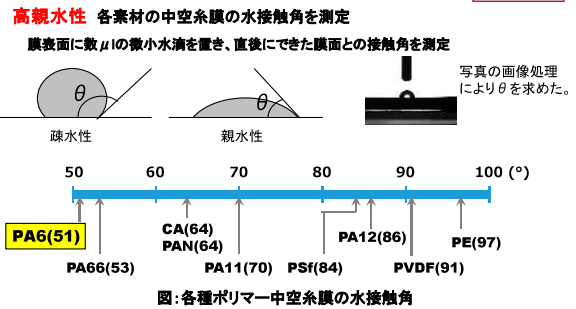 高親水性 各素材の中空糸膜の水接触角を測定
膜表面に数μlの微小水滴を置き、直後にできた膜面との接触角を測定
θ
疎水性
θ
親水性
写真の画像処理
によりθを求めた。
50 60 70 80 90 100 (°)
PA6(51)
PA66(53)
CA(64)
PAN(64)
PA11(70)
PSf(84)
PA12(86)
PVDF(91)
PE(97)
図:各種ポリマー中空糸膜の水接触角